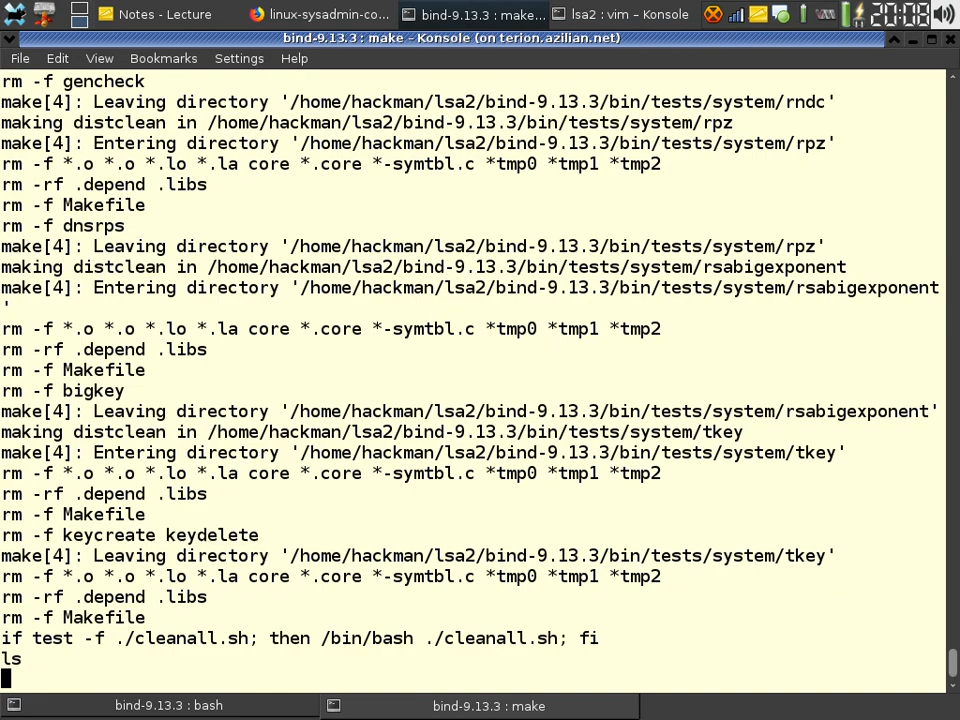 Notes - Lecture
linux-sysadmin-co...
bind-9.13.3 : make...
lsa2 : vim – Konsole
20:08
bind-9.13.3 : make – Konsole (on terion.azilian.net)
File Edit View Bookmarks Settings Help
rm -f gencheck
make[4]: Leaving directory '/home/hackman/lsa2/bind-9.13.3/bin/tests/system/rndc'
making distclean in /home/hackman/lsa2/bind-9.13.3/bin/tests/system/rpz
make[4]: Entering directory '/home/hackman/lsa2/bind-9.13.3/bin/tests/system/rpz'
rm -f *.o *.o *.lo *.la core *.core *-symtbl.c *tmp0 *tmp1 *tmp2
rm -rf .depend .libs
rm -f Makefile
rm -f dnsrps
make[4]: Leaving directory '/home/hackman/lsa2/bind-9.13.3/bin/tests/system/rpz'
making distclean in /home/hackman/lsa2/bind-9.13.3/bin/tests/system/rsabigexponent
make[4]: Entering directory '/home/hackman/lsa2/bind-9.13.3/bin/tests/system/rsabigexponent
'
rm -f *.o *.o *.lo *.la core *.core *-symtbl.c *tmp0 *tmp1 *tmp2
rm -rf .depend .libs
rm -f Makefile
rm -f bigkey
make[4]: Leaving directory '/home/hackman/lsa2/bind-9.13.3/bin/tests/system/rsabigexponent'
making distclean in /home/hackman/lsa2/bind-9.13.3/bin/tests/system/tkey
make[4]: Entering directory '/home/hackman/lsa2/bind-9.13.3/bin/tests/system/tkey'
rm -f *.o *.o *.lo *.la core *.core *-symtbl.c *tmp0 *tmp1 *tmp2
rm -rf .depend .libs
rm -f Makefile
rm -f keycreate keydelete
make[4]: Leaving directory '/home/hackman/lsa2/bind-9.13.3/bin/tests/system/tkey'
rm -f *.o *.o *.lo *.la core *.core *-symtbl.c *tmp0 *tmp1 *tmp2
rm -rf .depend .libs
rm -f Makefile
if test -f ./cleanall.sh; then /bin/bash ./cleanall.sh; fi
ls
bind-9.13.3 : bash
bind-9.13.3 : make